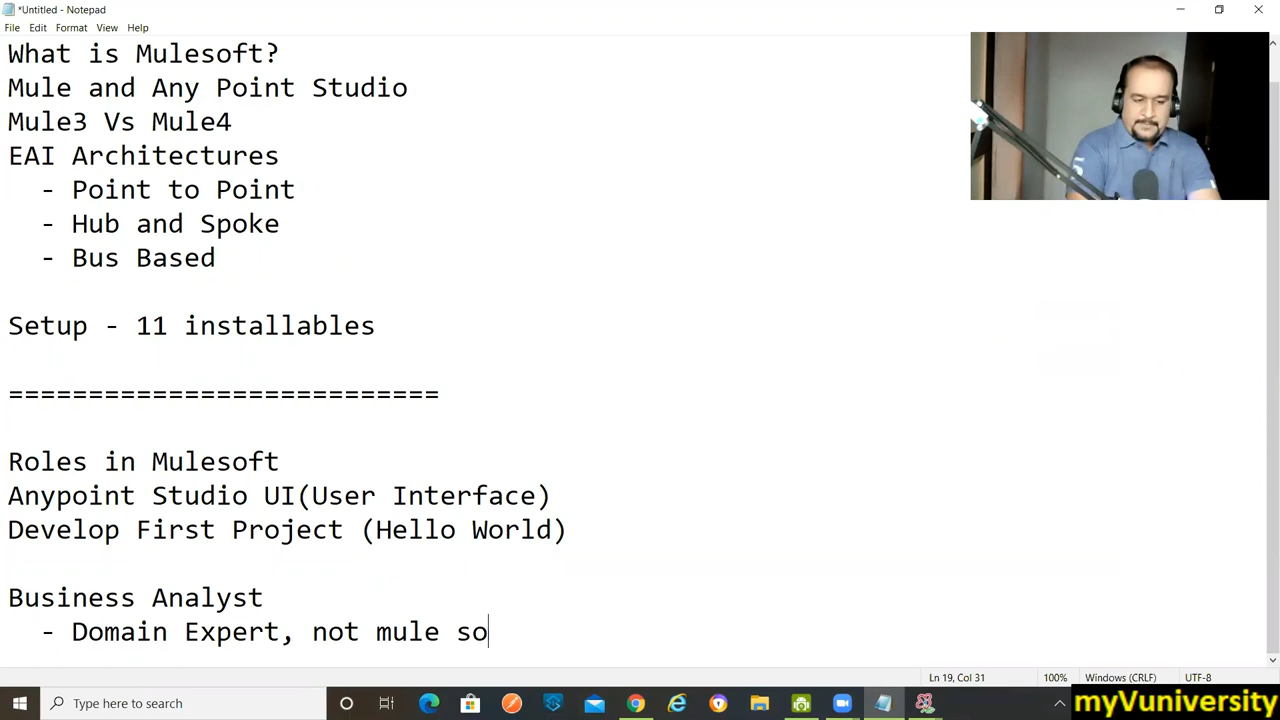 *Untitled - Notepad
File Edit Format View Help
What is Mulesoft?
Mule and Any Point Studio
Mule3 Vs Mule4
EAI Architectures
- Point to Point
- Hub and Spoke
- Bus Based
Setup - 11 installables
===========================
Roles in Mulesoft
Anypoint Studio UI(User Interface)
Develop First Project (Hello World)
Business Analyst
- Domain Expert, not mule so
Ln 19, Col 31 100% Windows (CRLF) UTF-8
Type here to search
myVuniversity